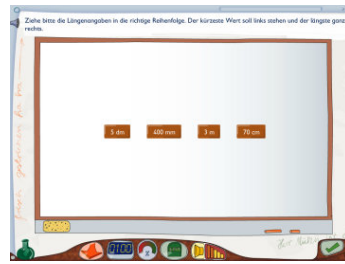 Ziehe bitte die Längenangaben in die richtige Reihenfolge. Der kürzeste Wert soll links stehen und der längste ganz
rechts.
5 dm 400 mm 3 m 70 cm
0100